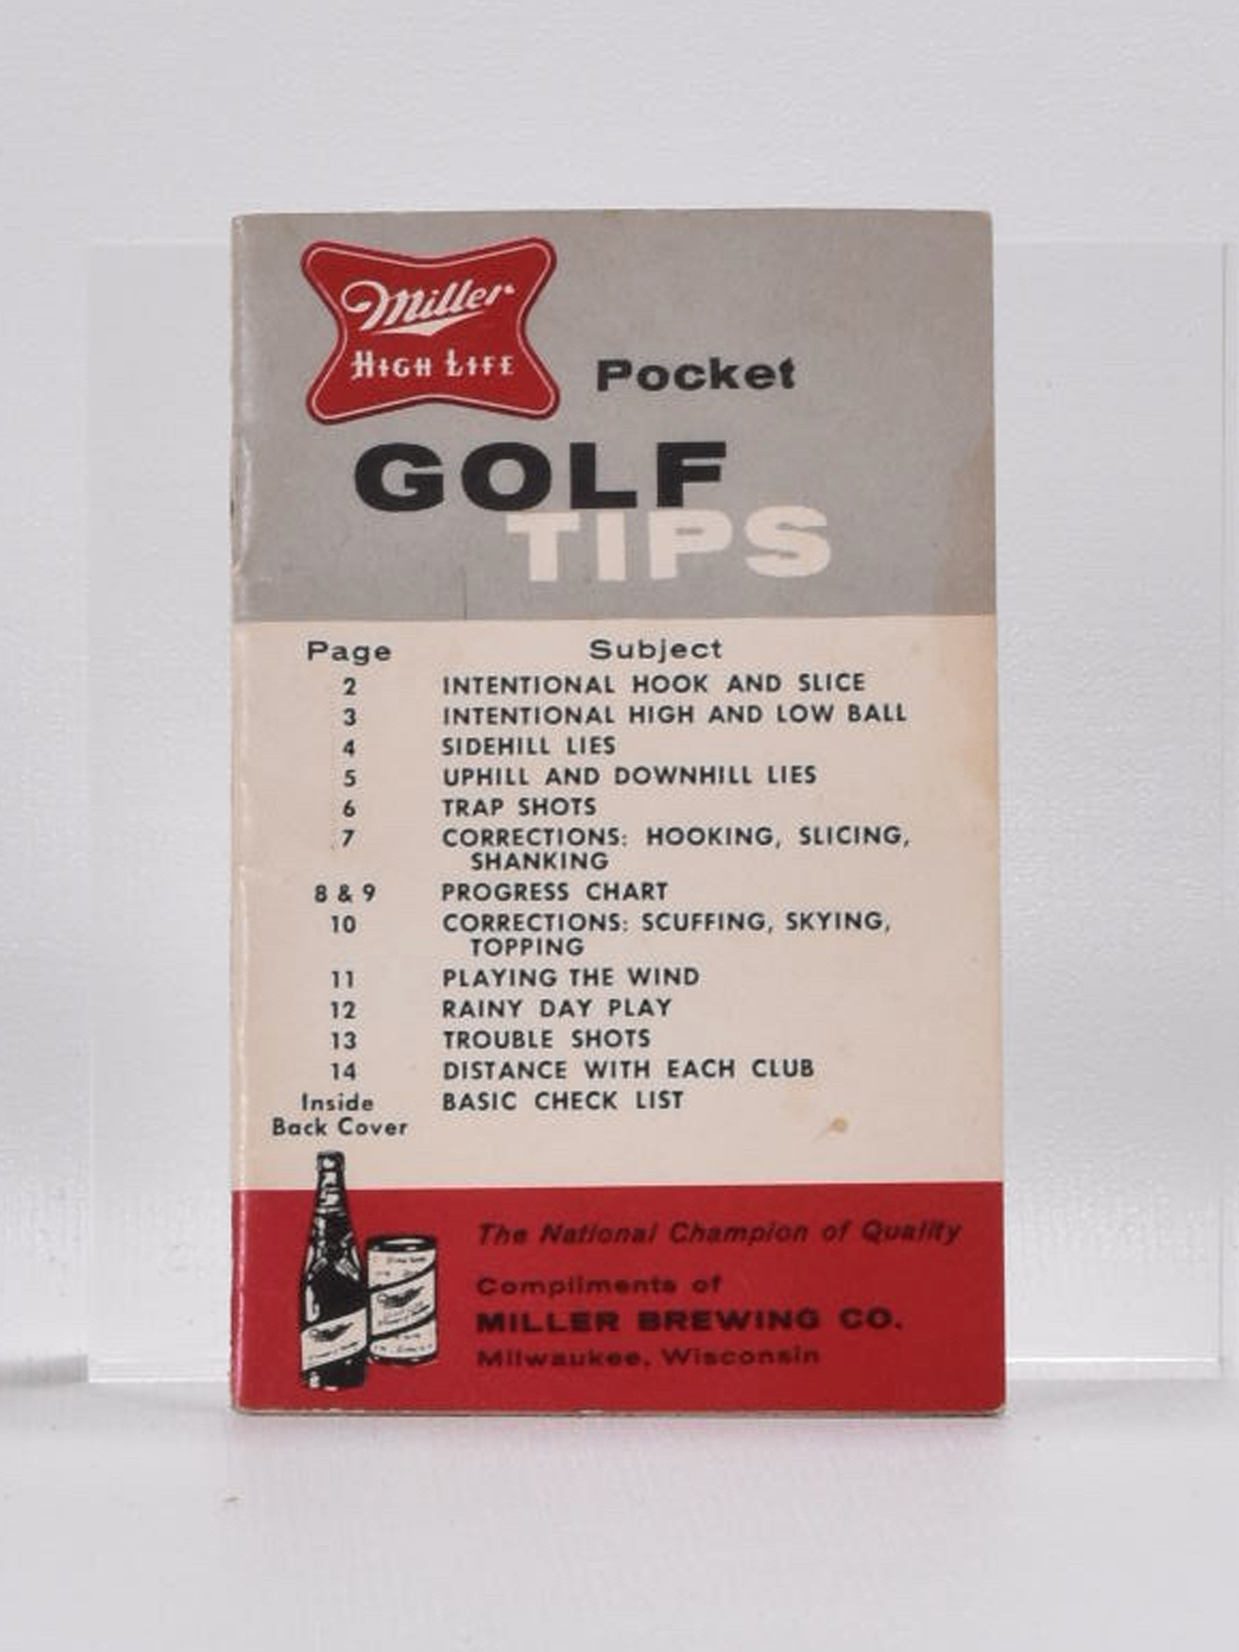 Miller
HIGH LIFE
Pocket
GOLF
TIPS
Page Subject
2 INTENTIONAL HOOK AND SLICE
3 INTENTIONAL HIGH AND LOW BALL
4 SIDEHILL LIES
5 UPHILL AND DOWNHILL LIES
6 TRAP SHOTS
7 CORRECTIONS: HOOKING, SLICING,
SHANKING
8 & 9 PROGRESS CHART
10 CORRECTIONS: SCUFFING, SKYING,
TOPPING
11 PLAYING THE WIND
12 RAINY DAY PLAY
13 TROUBLE SHOTS
14 DISTANCE WITH EACH CLUB
Inside BASIC CHECK LIST
Back Cover
The National Champion of Quality
Compliments of
MILLER BREWING CO.
Milwaukee, Wisconsin